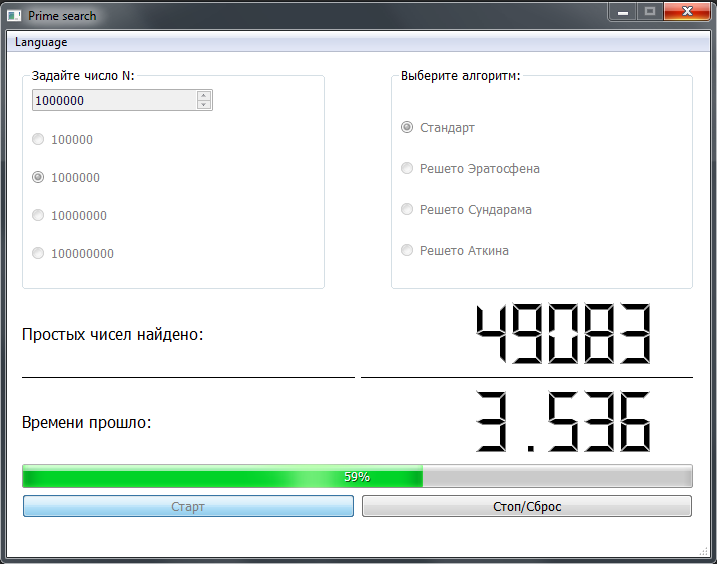 Prime search
Language
Задайте число N:
1000000
100000
1000000
10000000
100000000
Выберите алгоритм:
Стандарт
Решето Эратосфена
Решето Сундарама
Решето Аткина
Простых чисел найдено:
49083
Времени прошло:
3.536
59%
Старт
Стоп/Сброс